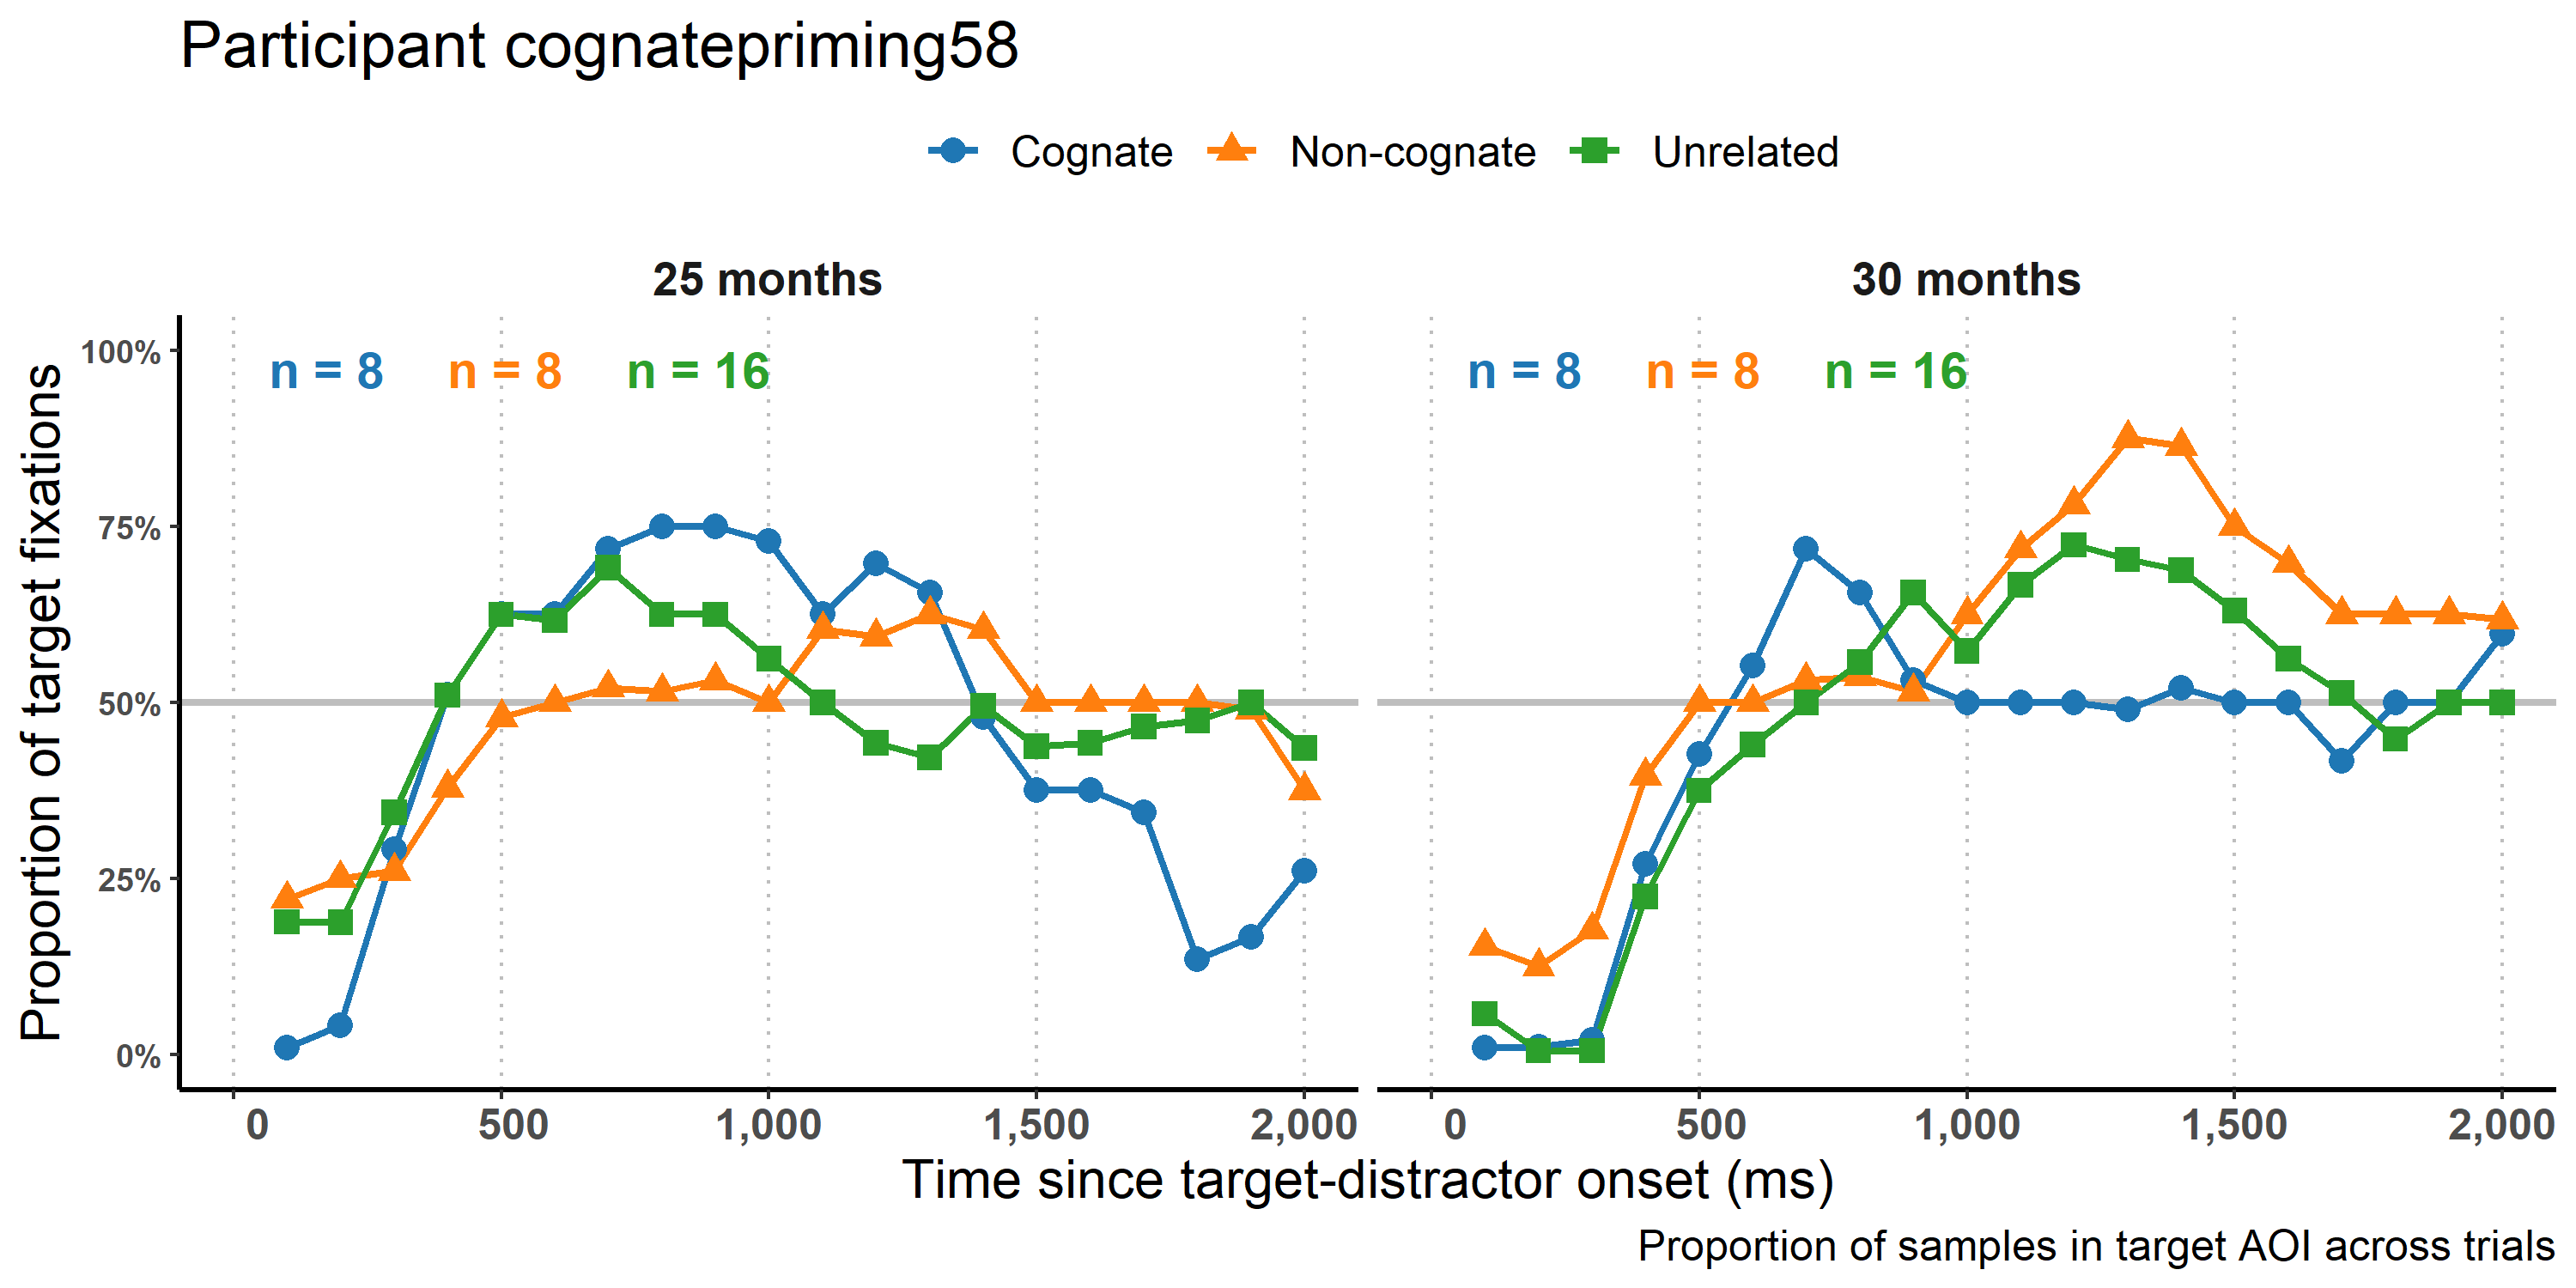 Participant cognatepriming58
Cognate Non-cognate Unrelated
25 months 30 months
Proportion of target fixations
100%
75%
50%
25%
0%
n = 8 n = 8 n = 16
n = 8 n = 8 n = 16
0 500 1,000 1,500 2,000
0 500 1,000 1,500 2,000
Time since target-distractor onset (ms)
Proportion of samples in target AOI across trials